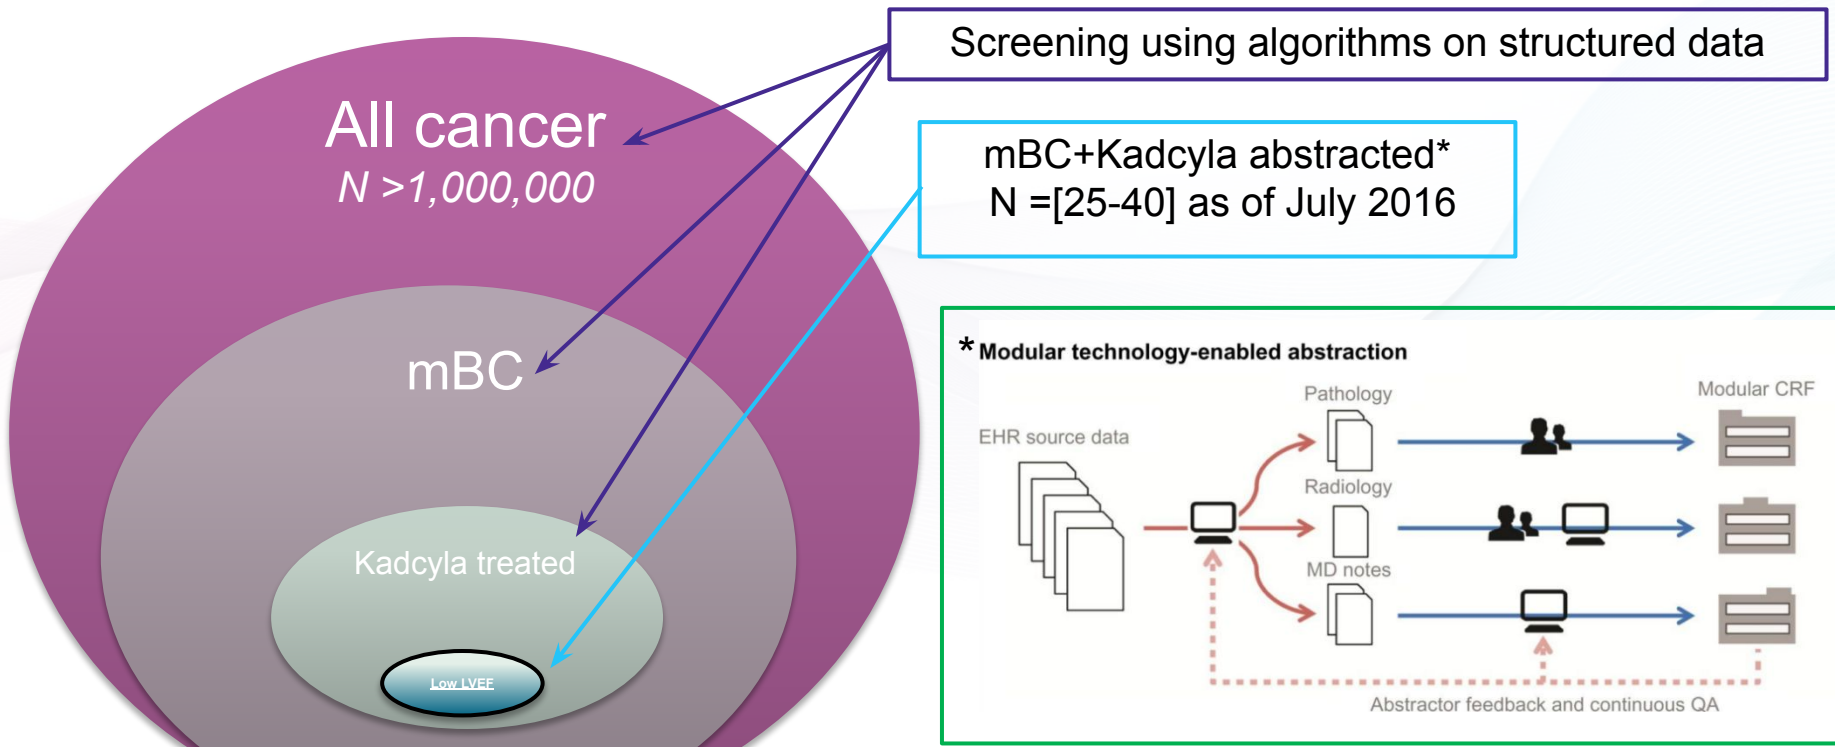 Screening using algorithms on structured data
All cancer
N >1,000,000
mBC+Kadcyla abstracted*
N =[25-40] as of July 2016
mBC
Kadcyla treated
Low LVEF
* Modular technology-enabled abstraction
Pathology
Modular CRF
EHR source data
Radiology
MD notes
Abstractor feedback and continuous QA